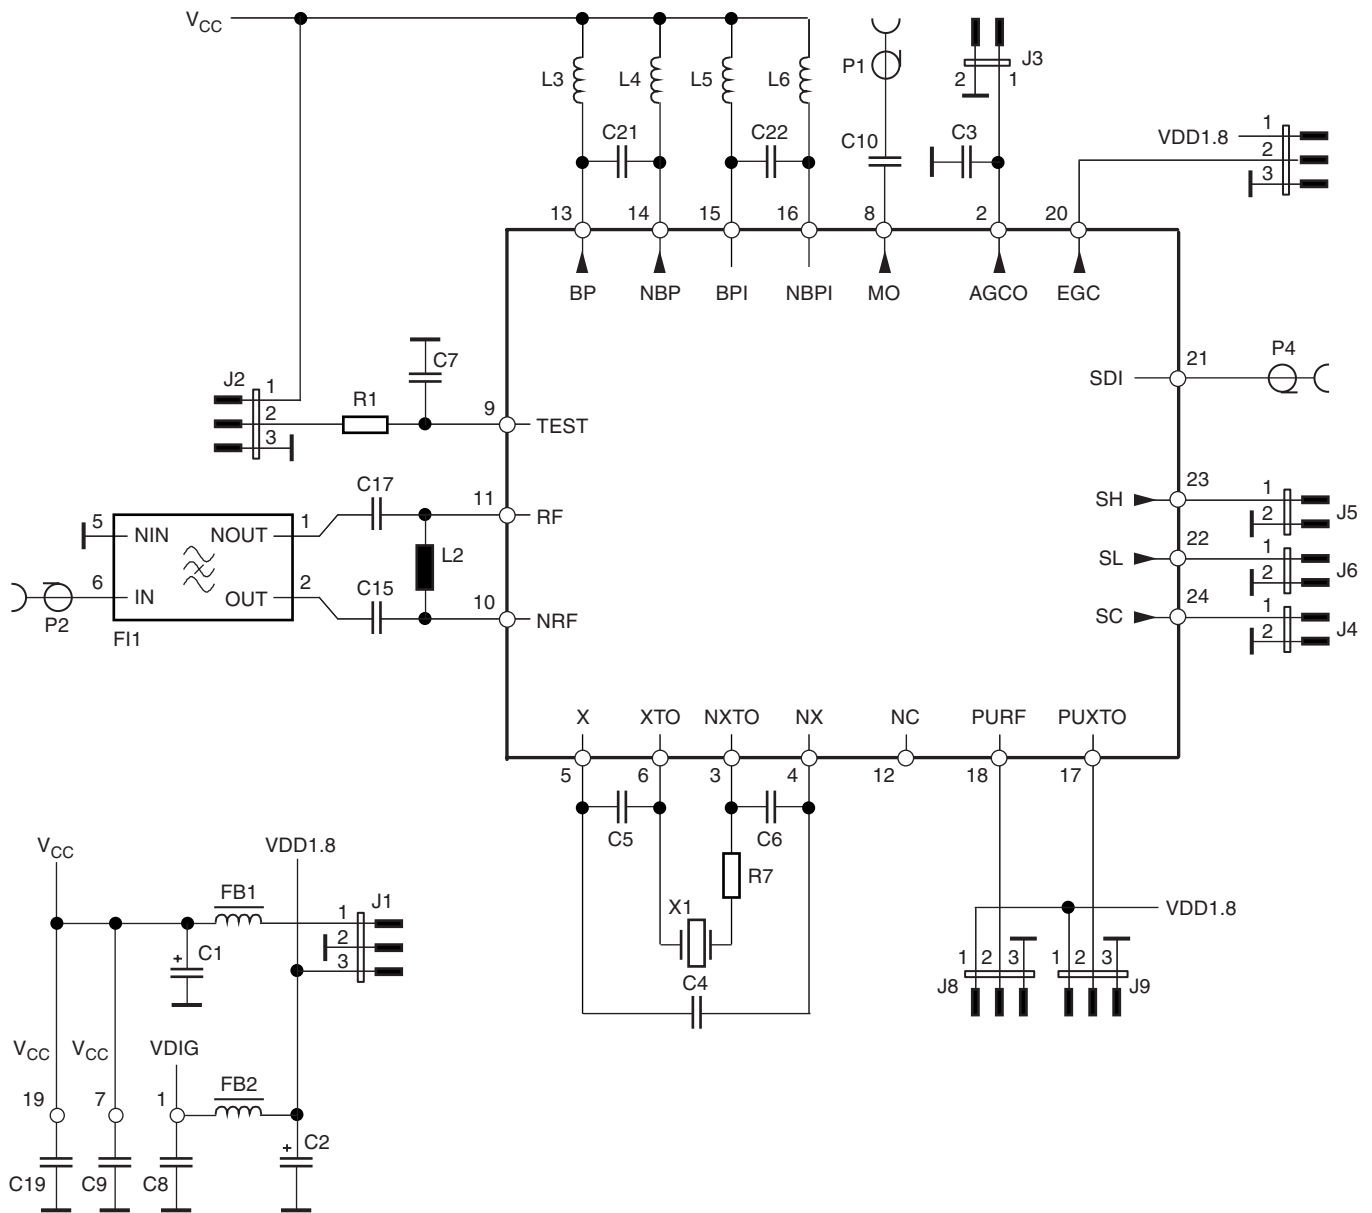 VCC
L3 L4 L5 L6 P1 J3
2 1
C21 C22 C10 C3
VDD1.8 1
2
3
13 14 15 16 8 2 20
BP NBP BPI NBPI MO AGCO EGC
J2 1
2
3
R1 C7 9 TEST
SDI 21 P4
C17 11 RF
5 NIN NOUT 1
L2
6 IN OUT 2
C15 10 NRF
P2 FI1
SH 23 1 J5
2
SL 22 1 J6
2
SC 24 1 J4
2
X XTO NXTO NX NC PURF PUXTO
5 6 3 4 12 18 17
C5 C6
R7
X1
C4
VDD1.8
1 2 3 1 2 3
J8 J9
VCC VDD1.8
FB1 1 J1
2
3
+ C1
VCC VCC VDIG
19 7 1 FB2
+ C2
C19 C9 C8